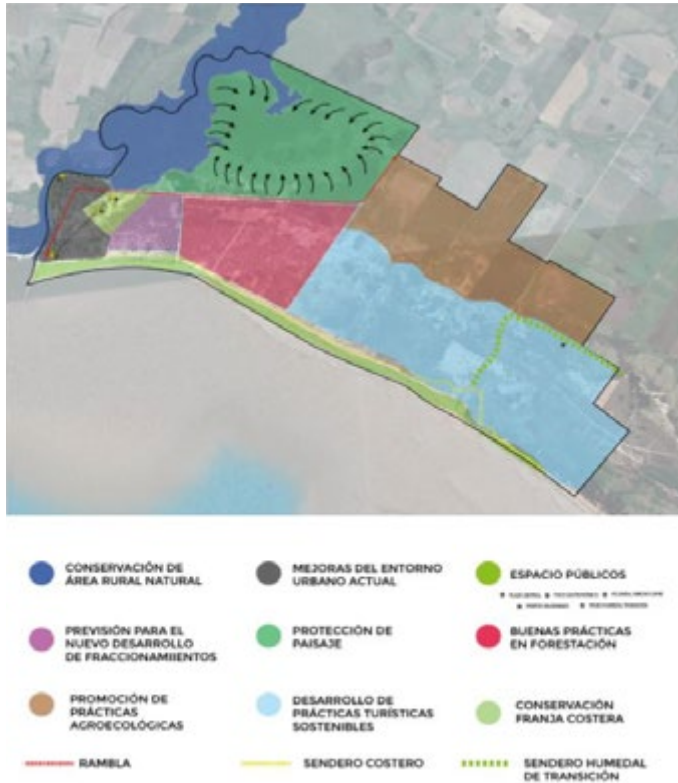 CONSERVACIÓN DE
ÁREA RURAL NATURAL
MEJORAS DEL ENTORNO
URBANO ACTUAL
ESPACIO PÚBLICOS
PREVISIÓN PARA EL
NUEVO DESARROLLO
DE FRACCIONAMIIENTOS
PROTECCIÓN DE
PAISAJE
BUENAS PRÁCTICAS
EN FORESTACIÓN
PROMOCIÓN DE
PRÁCTICAS
AGROECOLÓGICAS
DESARROLLO DE
PRÁCTICAS TURÍSTICAS
SOSTENIBLES
CONSERVACIÓN
FRANJA COSTERA
RAMBLA
SENDERO COSTERO
SENDERO HUMEDAL
DE TRANSICIÓN